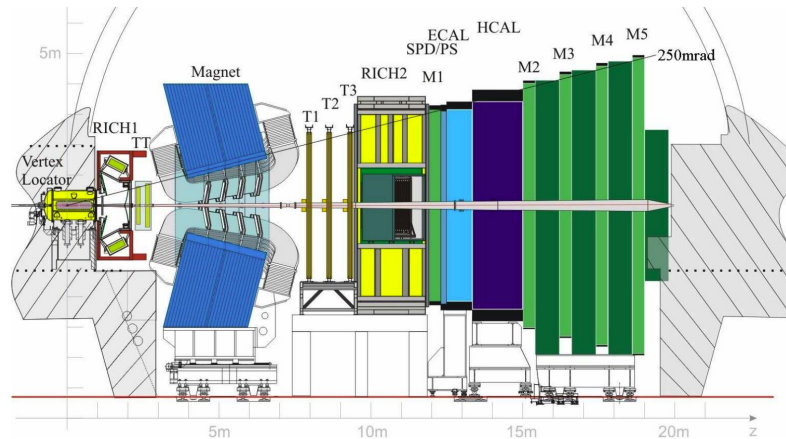 5m
Vertex
Locator
RICH1
TT
Magnet
T1
T2
T3
RICH2
M1
SPD/PS
ECAL
HCAL
M2
M3
M4
M5
250mrad
5m
10m
15m
20m
z